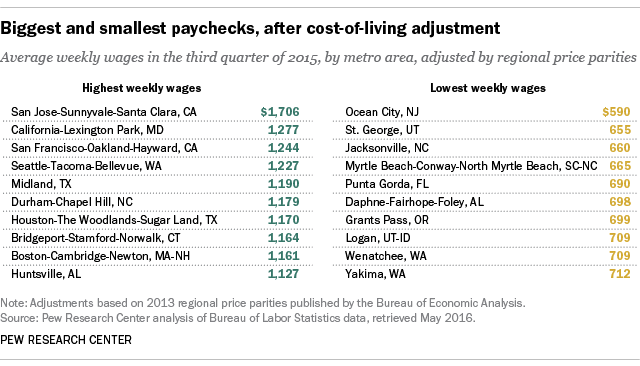 Biggest and smallest paychecks, after cost-of-living adjustment
Average weekly wages in the third quarter of 2015, by metro area, adjusted by regional price parities
Highest weekly wages
San Jose-Sunnyvale-Santa Clara, CA $1,706
California-Lexington Park, MD 1,277
San Francisco-Oakland-Hayward, CA 1,244
Seattle-Tacoma-Bellevue, WA 1,227
Midland, TX 1,190
Durham-Chapel Hill, NC 1,179
Houston-The Woodlands-Sugar Land, TX 1,170
Bridgeport-Stamford-Norwalk, CT 1,164
Boston-Cambridge-Newton, MA-NH 1,161
Huntsville, AL 1,127
Lowest weekly wages
Ocean City, NJ $590
St. George, UT 655
Jacksonville, NC 660
Myrtle Beach-Conway-North Myrtle Beach, SC-NC 665
Punta Gorda, FL 690
Daphne-Fairhope-Foley, AL 698
Grants Pass, OR 699
Logan, UT-ID 709
Wenatchee, WA 709
Yakima, WA 712
Note: Adjustments based on 2013 regional price parities published by the Bureau of Economic Analysis.
Source: Pew Research Center analysis of Bureau of Labor Statistics data, retrieved May 2016.
PEW RESEARCH CENTER